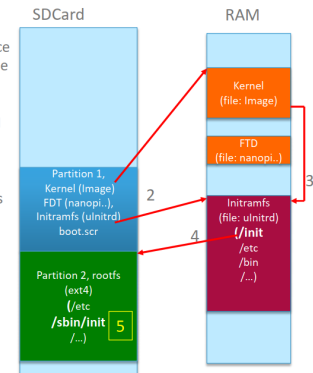 SDCard
RAM
ce
e
s
Partition 1,
Kernel (Image)
FDT (nanopi..),
Initramfs (uInitrd)
boot.scr
Partition 2, rootfs
(ext4)
(/etc
/sbin/init
/...)
5
2
4
3
Kernel
(file: Image)
FTD
(file: nanopi..)
Initramfs
(file: uInitrd)
(/init
/etc
/bin
/...)